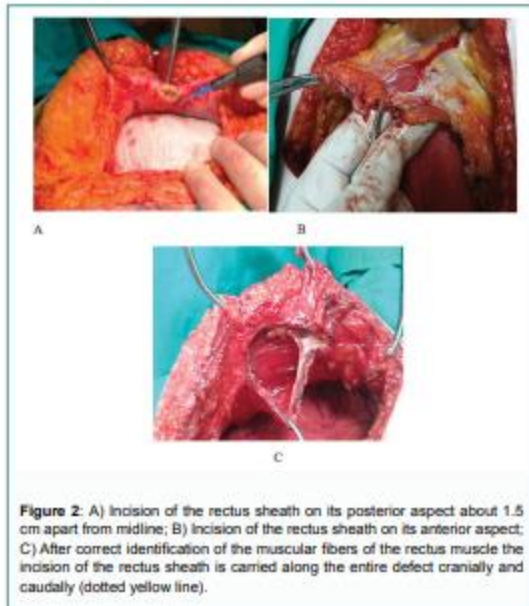 A
B
C
Figure 2: A) Incision of the rectus sheath on its posterior aspect about 1.5
cm apart from midline; B) Incision of the rectus sheath on its anterior aspect;
C) After correct identification of the muscular fibers of the rectus muscle the
incision of the rectus sheath is carried along the entire defect cranially and
caudally (dotted yellow line).